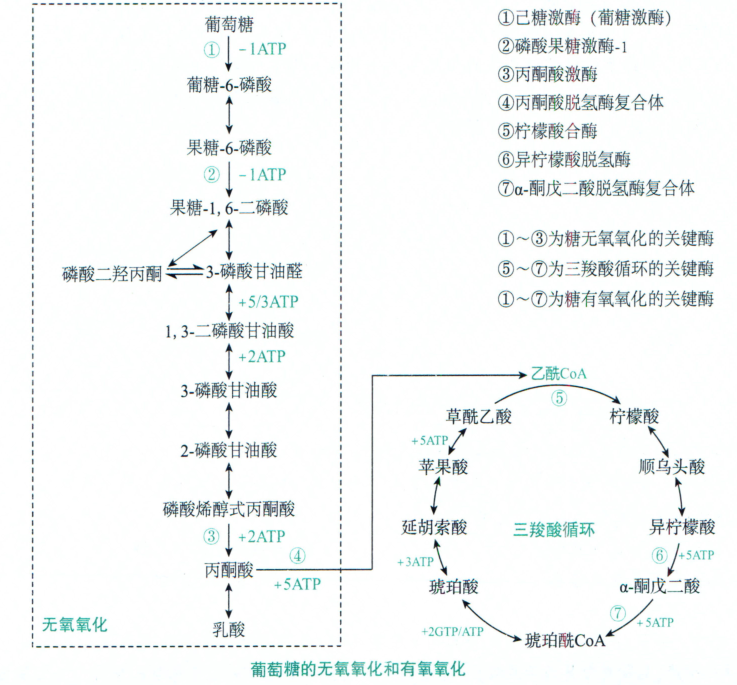 葡萄糖
① -1ATP
葡糖-6-磷酸
果糖-6-磷酸
② -1ATP
果糖-1, 6-二磷酸
磷酸二羟丙酮 3-磷酸甘油醛
+5/3ATP
1, 3-二磷酸甘油酸
+2ATP
3-磷酸甘油酸
2-磷酸甘油酸
磷酸烯醇式丙酮酸
③ +2ATP
丙酮酸
④
+5ATP
乳酸
无氧氧化
①己糖激酶（葡糖激酶）
②磷酸果糖激酶-1
③丙酮酸激酶
④丙酮酸脱氢酶复合体
⑤柠檬酸合酶
⑥异柠檬酸脱氢酶
⑦α-酮戊二酸脱氢酶复合体
①～③为糖无氧氧化的关键酶
⑤～⑦为三羧酸循环的关键酶
①～⑦为糖有氧氧化的关键酶
乙酰CoA
⑤
草酰乙酸 柠檬酸
+5ATP
苹果酸 顺乌头酸
延胡索酸 三羧酸循环 异柠檬酸
⑥ +5ATP
+3ATP
琥珀酸 α-酮戊二酸
⑦ +5ATP
+2GTP/ATP
琥珀酰CoA
葡萄糖的无氧氧化和有氧氧化